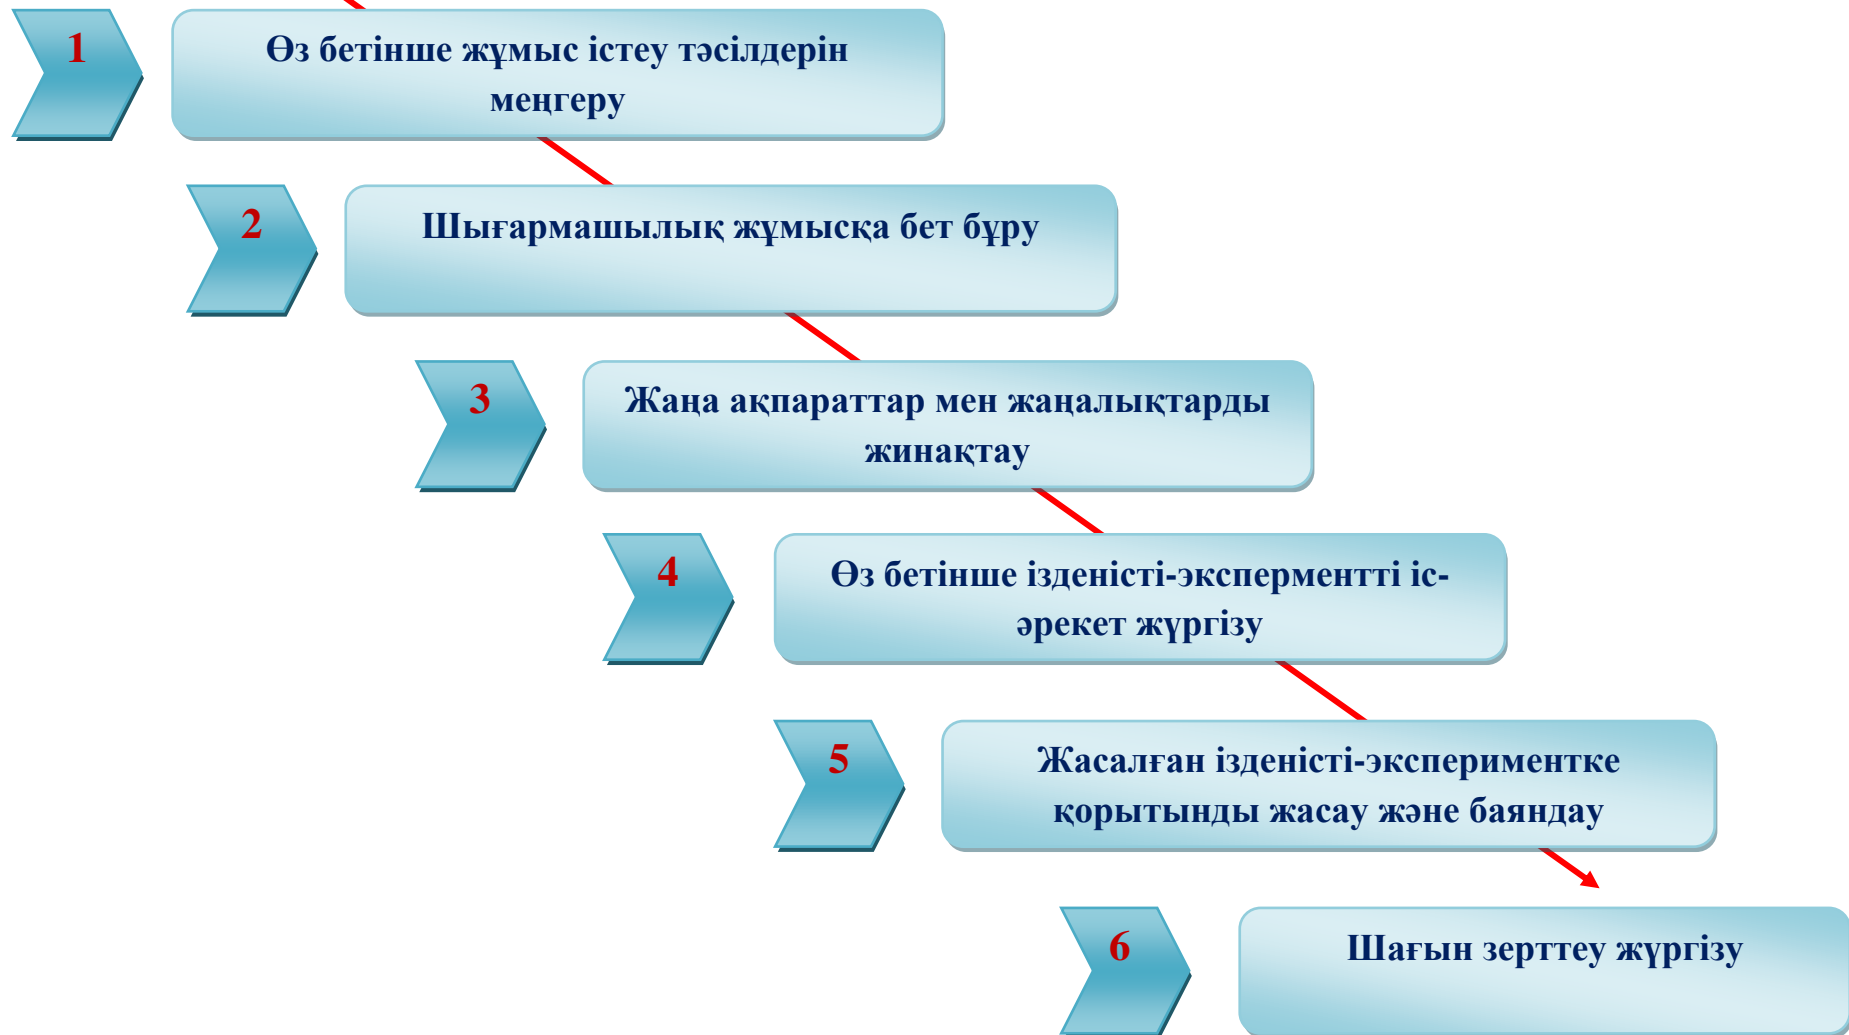 1
Өз бетінше жұмыс істеу тәсілдерін
меңгеру
2
Шығармашылық жұмысқа бет бұру
3
Жаңа ақпараттар мен жаңалықтарды
жинақтау
4
Өз бетінше ізденісті-эксперментті іс-
әрекет жүргізу
5
Жасалған ізденісті-экспериментке
қорытынды жасау және баяндау
6
Шағын зерттеу жүргізу